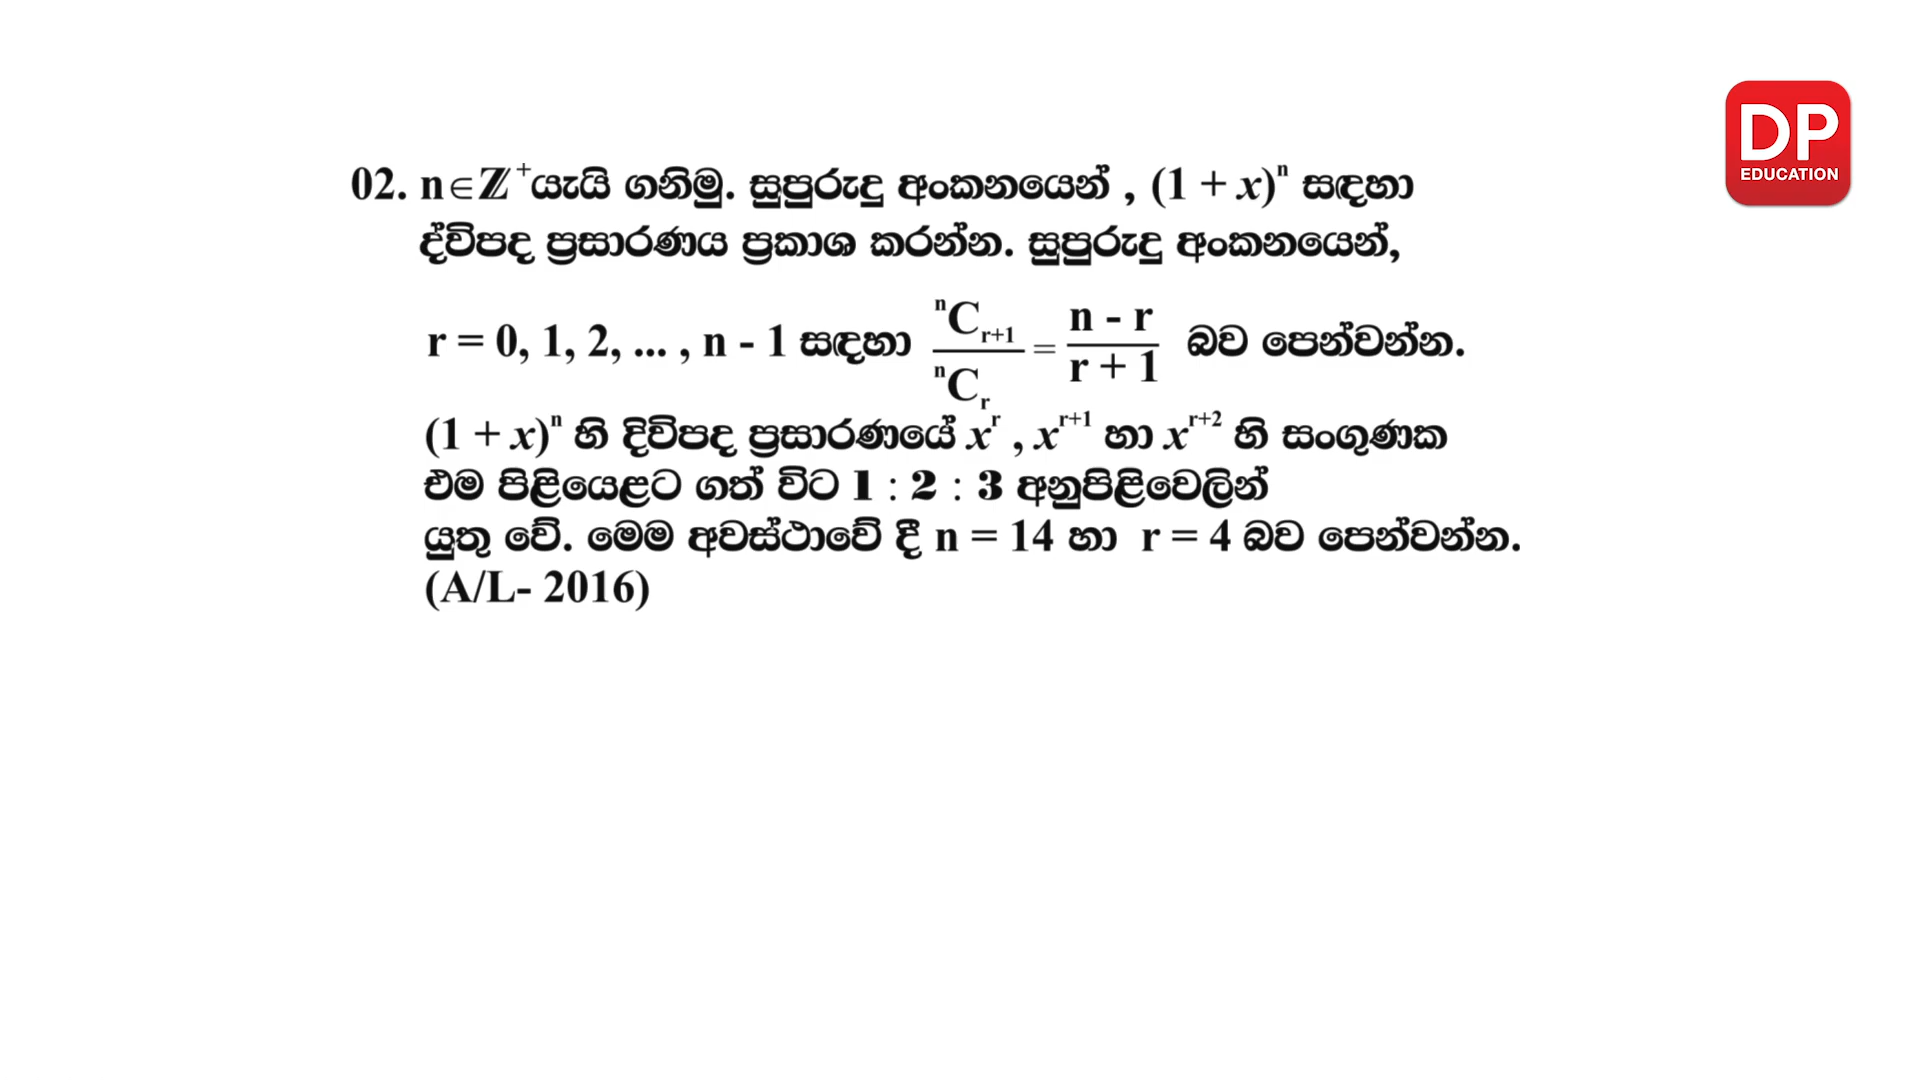 DP
EDUCATION
02. n∈ℤ⁺යැයි ගනිමු. සුපුරුදු අංකනයෙන් , (1 + x)ⁿ සඳහා
ද්විපද ප්‍රසාරණය ප්‍රකාශ කරන්න. සුපුරුදු අංකනයෙන්,
r = 0, 1, 2, ... , n - 1 සඳහා ⁿCᵣ₊₁ / ⁿCᵣ = n - r / r + 1 බව පෙන්වන්න.
(1 + x)ⁿ හි දිවිපද ප්‍රසාරණයේ xʳ , xʳ⁺¹ හා xʳ⁺² හි සංගුණක
එම පිළියෙළට ගත් විට 1 : 2 : 3 අනුපිළිවෙලින්
යුතු වේ. මෙම අවස්ථාවේ දී n = 14 හා r = 4 බව පෙන්වන්න.
(A/L- 2016)